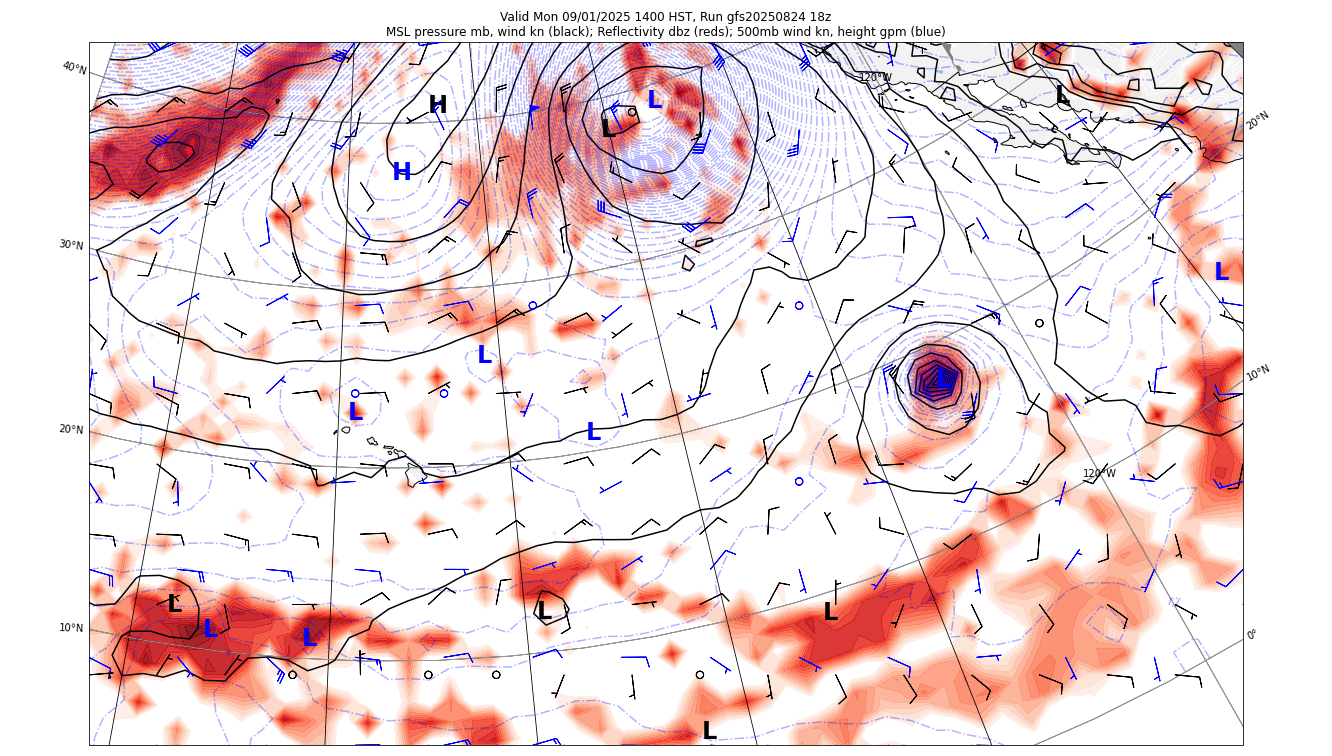 Valid Mon 09/01/2025 1400 HST, Run gfs20250824 18z
MSL pressure mb, wind kn (black); Reflectivity dbz (reds); 500mb wind kn, height gpm (blue)
40°N
120°W
H
L
L
L
20°N
H
30°N
L
L
10°N
L
L
20°N
L
120°W
L
L
L
10°N
L
L
0°
L
L